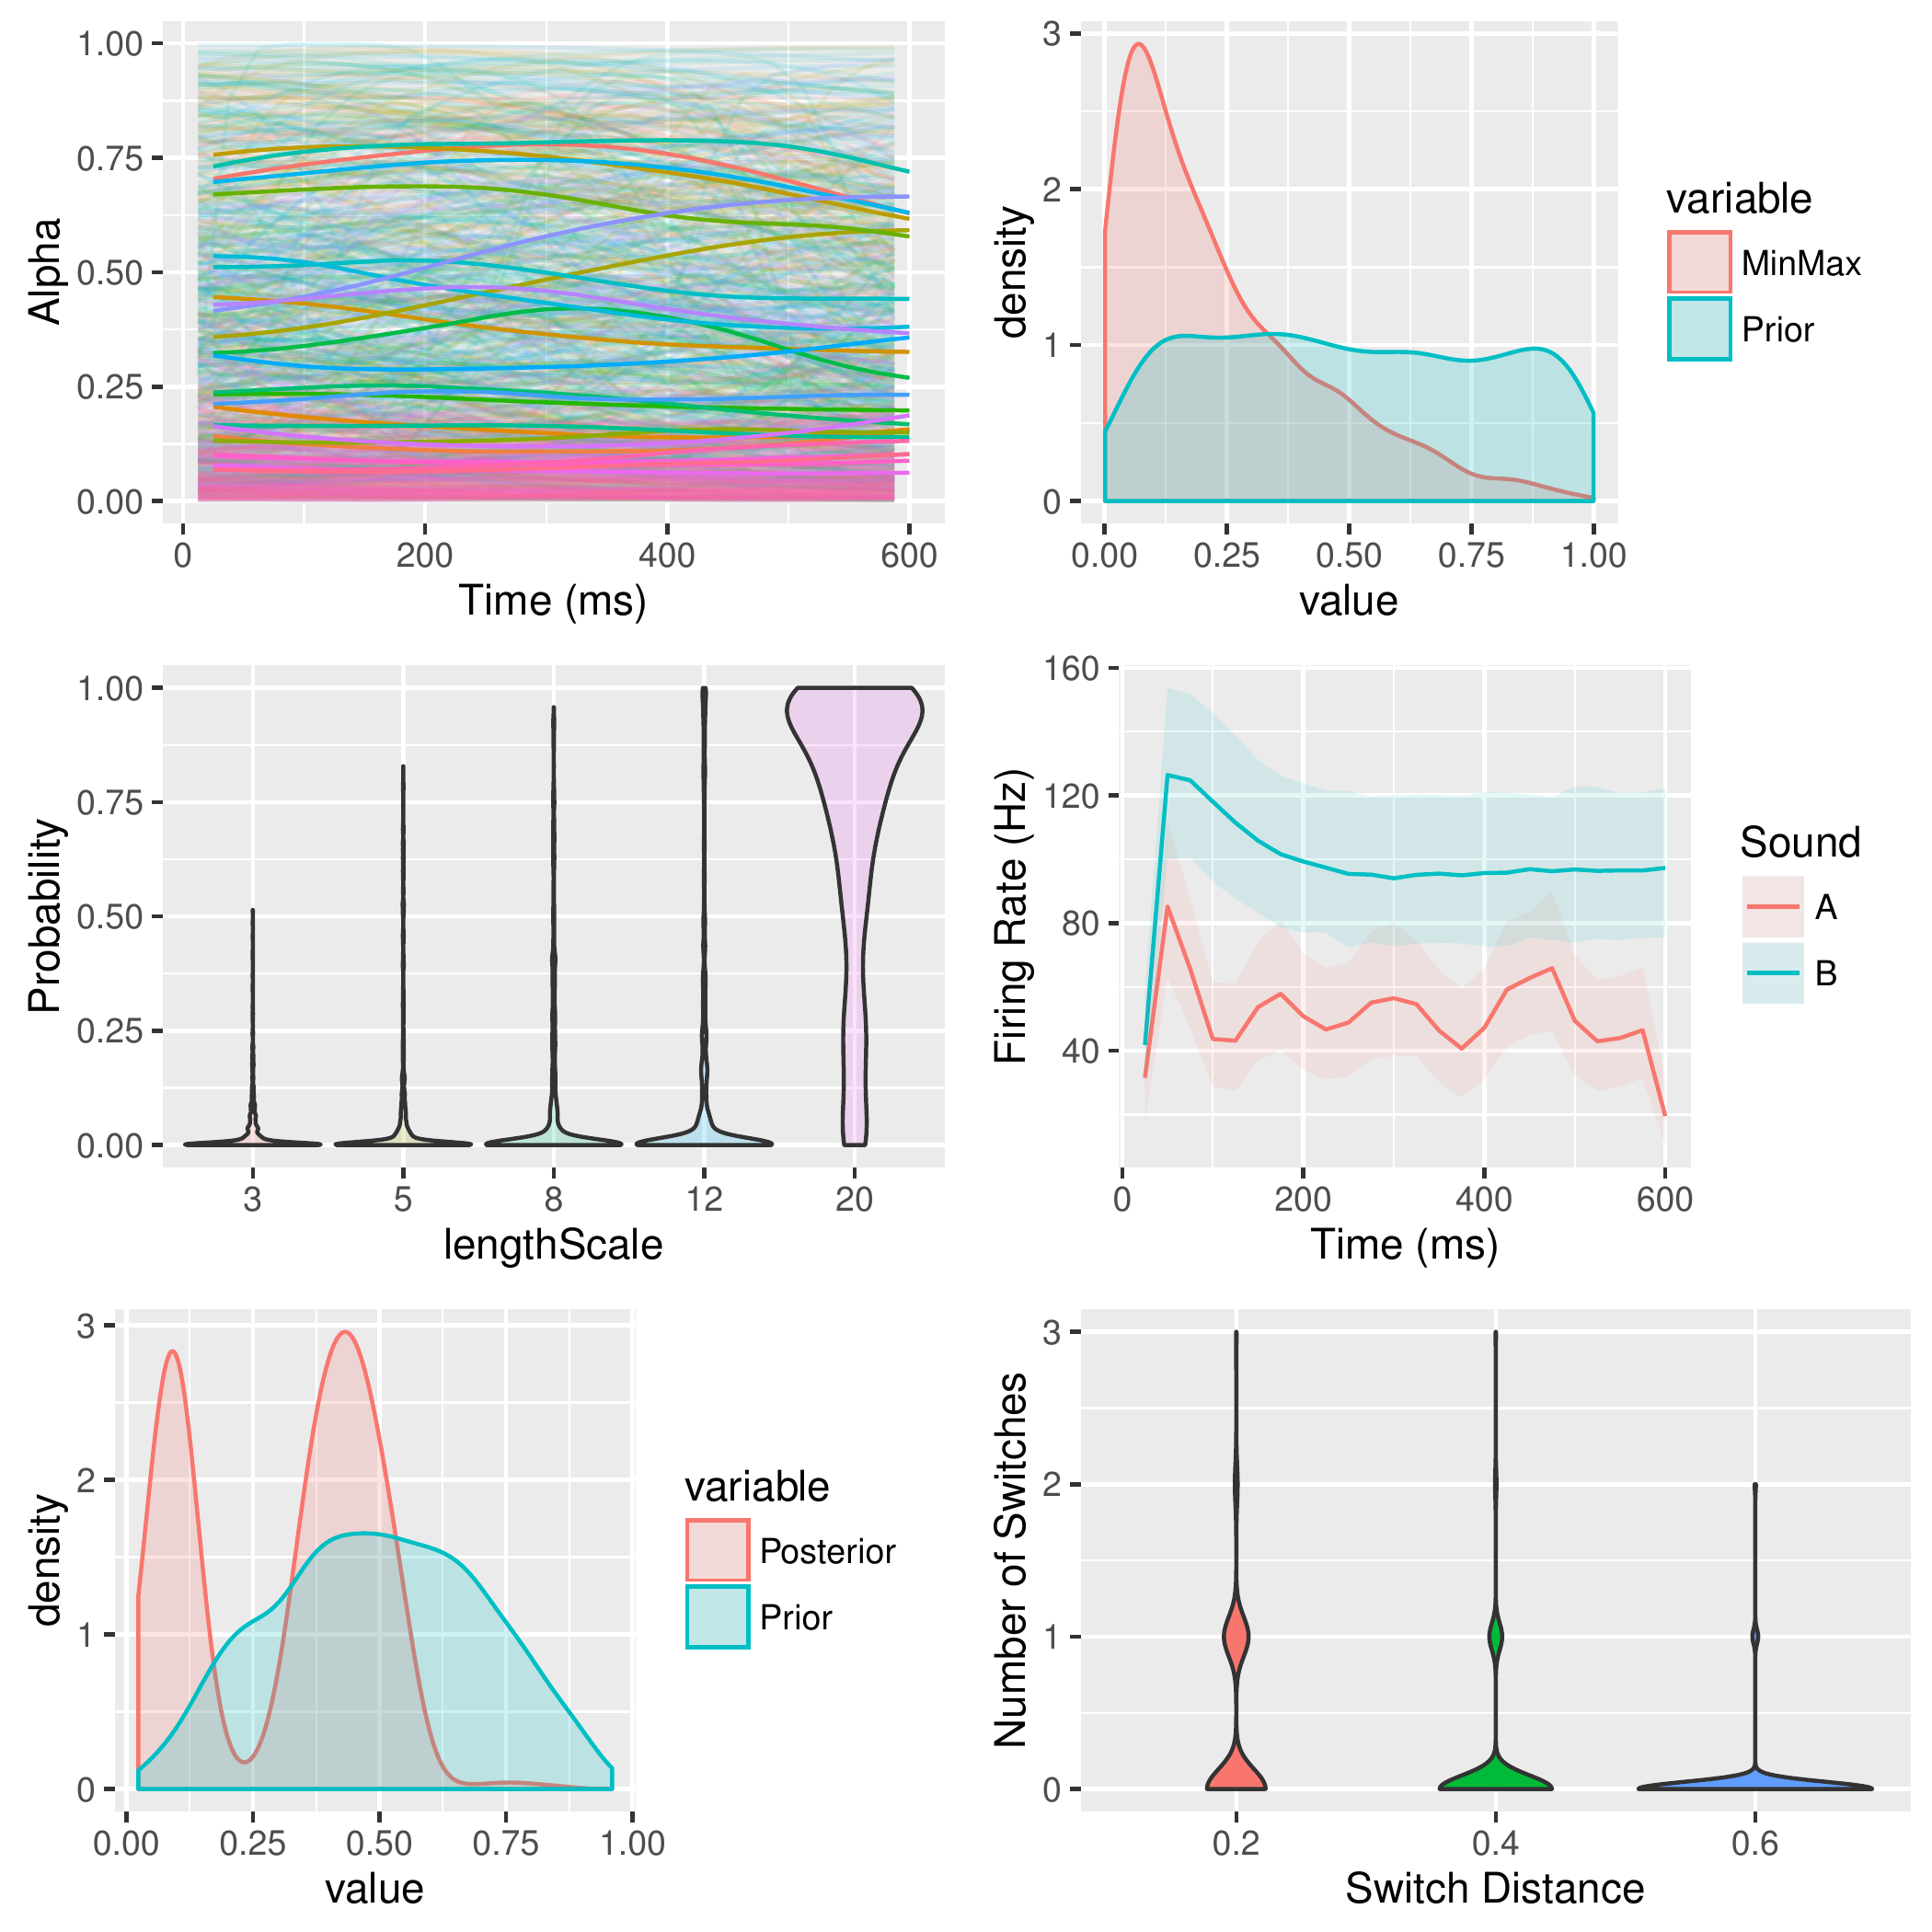 1.00
0.75
0.50
0.25
0.00
Alpha
0 200 400 600
Time (ms)
3
2
1
0
density
0.00 0.25 0.50 0.75 1.00
value
variable
MinMax
Prior
1.00
0.75
0.50
0.25
0.00
Probability
3 5 8 12 20
lengthScale
160
120
80
40
Firing Rate (Hz)
0 200 400 600
Time (ms)
Sound
A
B
3
2
1
0
density
0.00 0.25 0.50 0.75 1.00
value
variable
Posterior
Prior
3
2
1
0
Number of Switches
0.2 0.4 0.6
Switch Distance